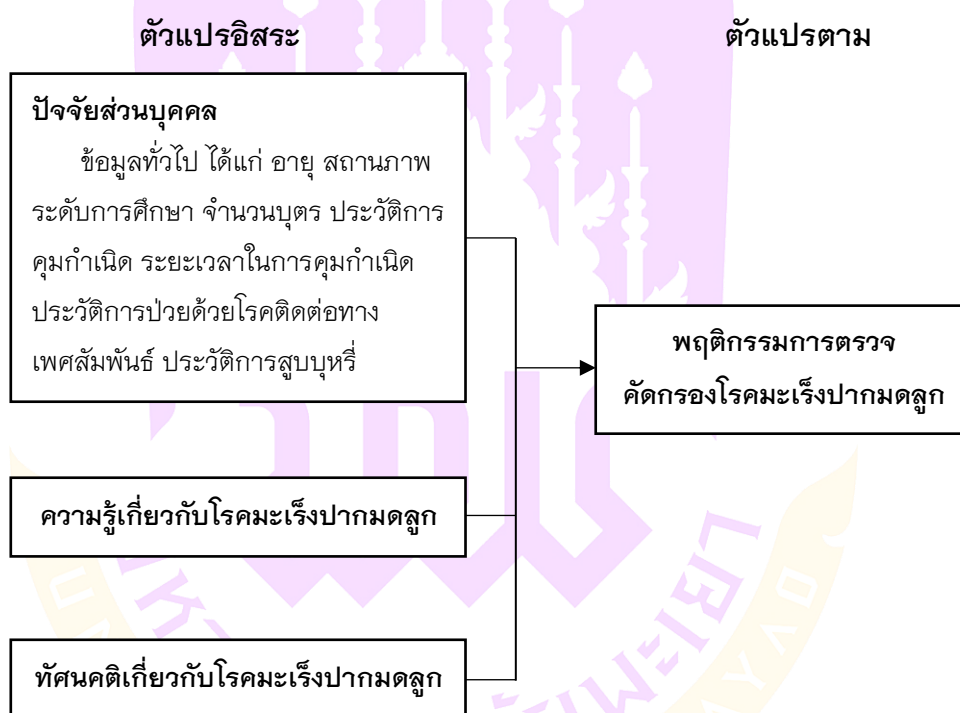 ตัวแปรอิสระ
ตัวแปรตาม
ปัจจัยส่วนบุคคล
ข้อมูลทั่วไป ได้แก่ อายุ สถานภาพ
ระดับการศึกษา จำนวนบุตร ประวัติการ
คุมกำเนิด ระยะเวลาในการคุมกำเนิด
ประวัติการป่วยด้วยโรคติดต่อทาง
เพศสัมพันธ์ ประวัติการสูบบุหรี่
พฤติกรรมการตรวจ
คัดกรองโรคมะเร็งปากมดลูก
ความรู้เกี่ยวกับโรคมะเร็งปากมดลูก
ทัศนคติเกี่ยวกับโรคมะเร็งปากมดลูก